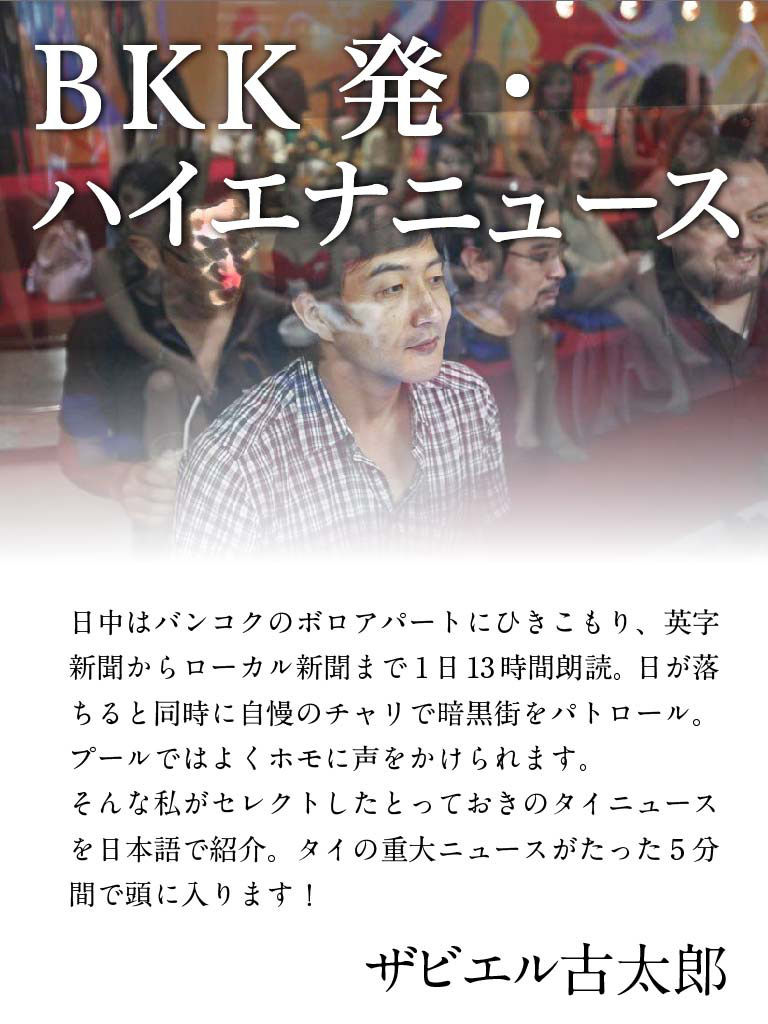 BKK 発・
ハイエナニュース
日中はバンコクのボロアパートにひきこもり、英字
新聞からローカル新聞まで1日13時間朗読。日が落
ちると同時に自慢のチャリで暗黒街をパトロール。
プールではよくホモに声をかけられます。
そんな私がセレクトしたとっておきのタイニュース
を日本語で紹介。タイの重大ニュースがたった5分
間で頭に入ります！
ザビエル古太郎